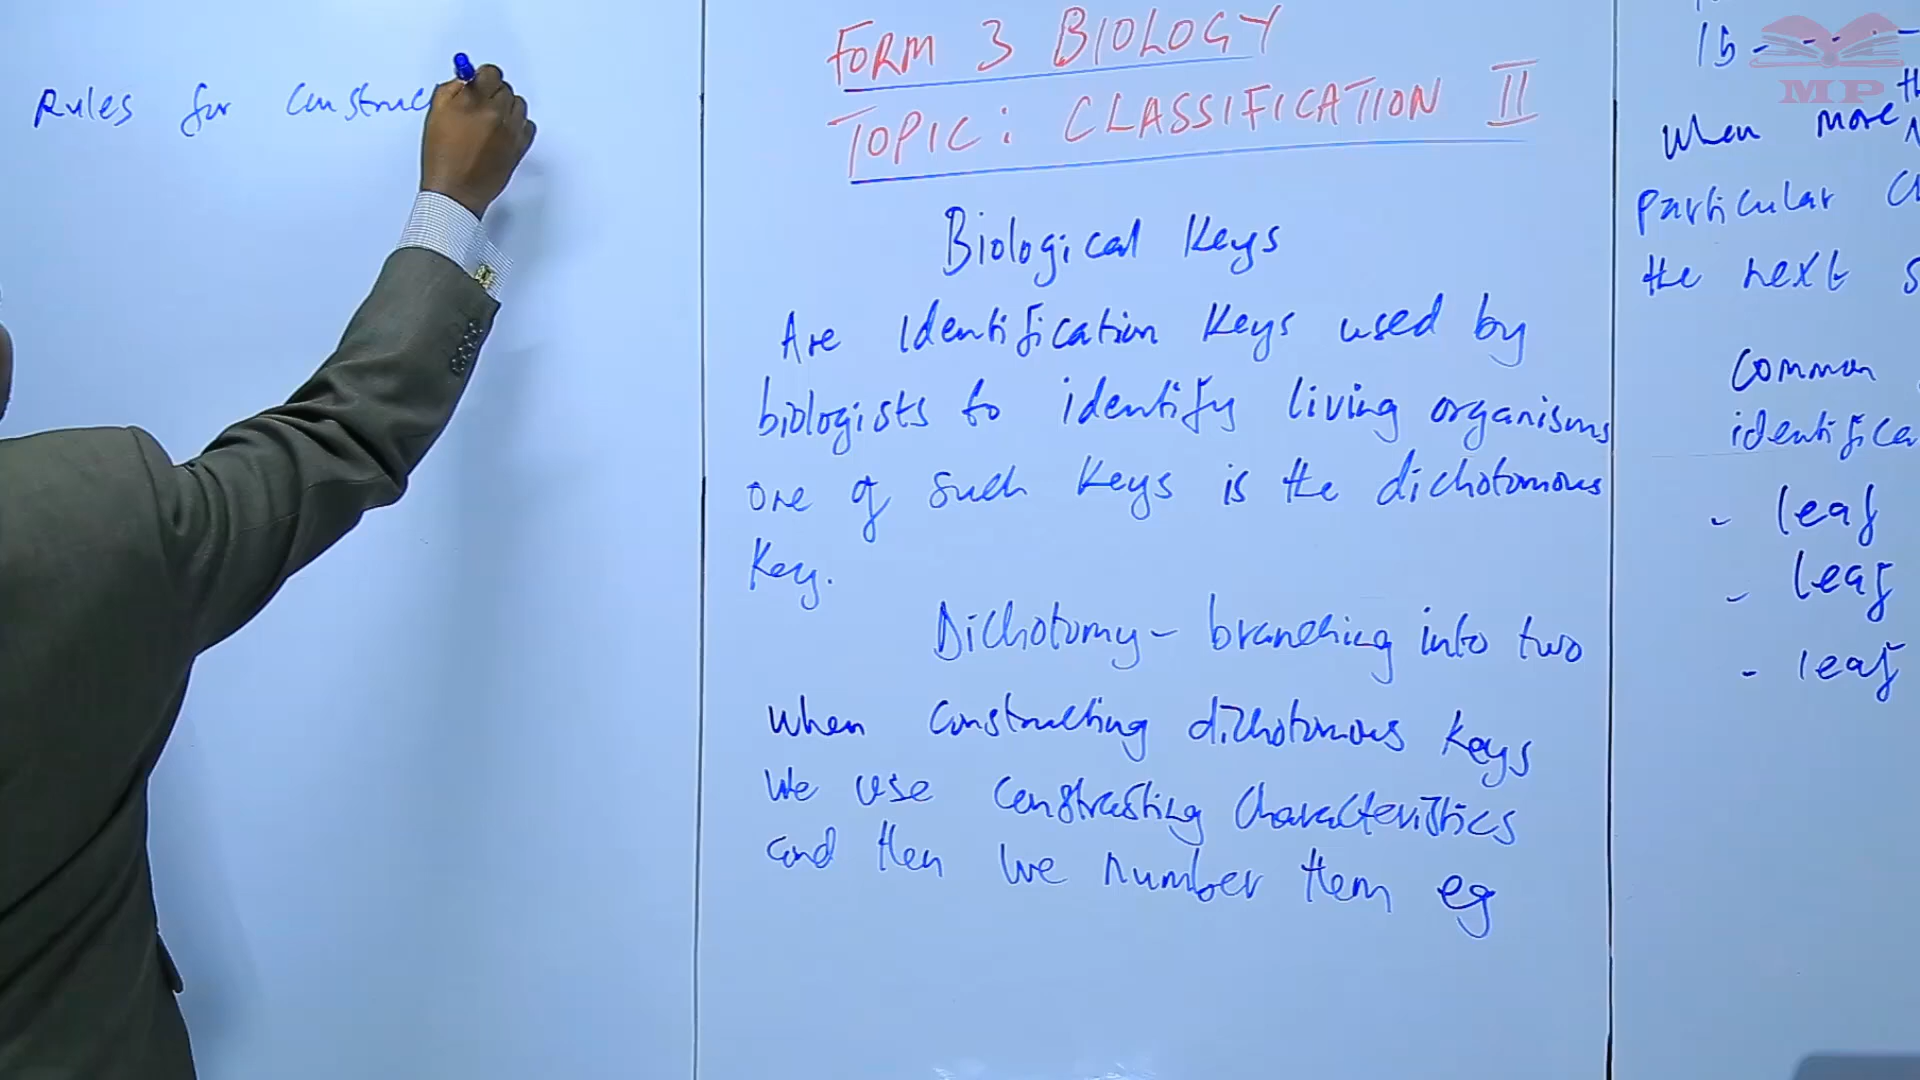 Rules for Construc
FORM 3 BIOLOGY
TOPIC: CLASSIFICATION II
Biological Keys
Are identification Keys used by
biologists to identify living organisms
one of such Keys is the dichotomous
Key.
Dichotomy - branching into two
When constructing dichotomous Keys
We use constrasting characteristics
and then we number them eg
1b - - - - -
When more
particular
the next
Common
identifica
- leaf
- leaf
- leaf
MP